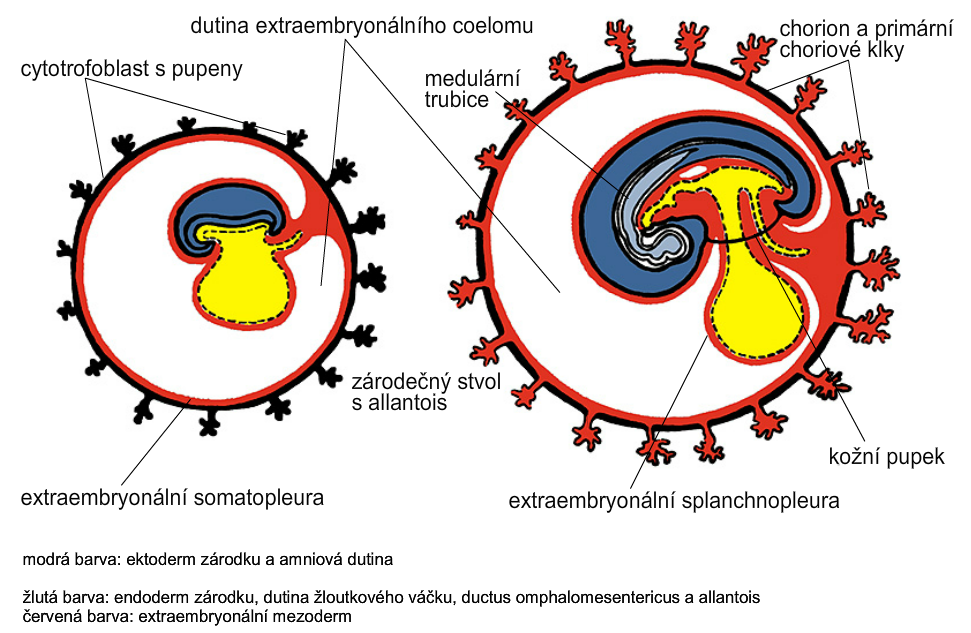 dutina extraembryonálního coelomu
chorion a primární
choriové klky
cytotrofoblast s pupeny
medulární
trubice
zárodečný stvol
s allantois
kožní pupek
extraembryonální somatopleura
extraembryonální splanchnopleura
modrá barva: ektoderm zárodku a amniová dutina
žlutá barva: endoderm zárodku, dutina žloutkového váčku, ductus omphalomesentericus a allantois
červená barva: extraembryonální mezoderm